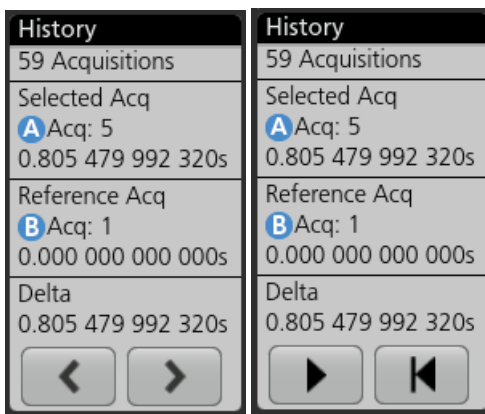 History
59 Acquisitions
Selected Acq
A Acq: 5
0.805 479 992 320s
Reference Acq
B Acq: 1
0.000 000 000 000s
Delta
0.805 479 992 320s
History
59 Acquisitions
Selected Acq
A Acq: 5
0.805 479 992 320s
Reference Acq
B Acq: 1
0.000 000 000 000s
Delta
0.805 479 992 320s